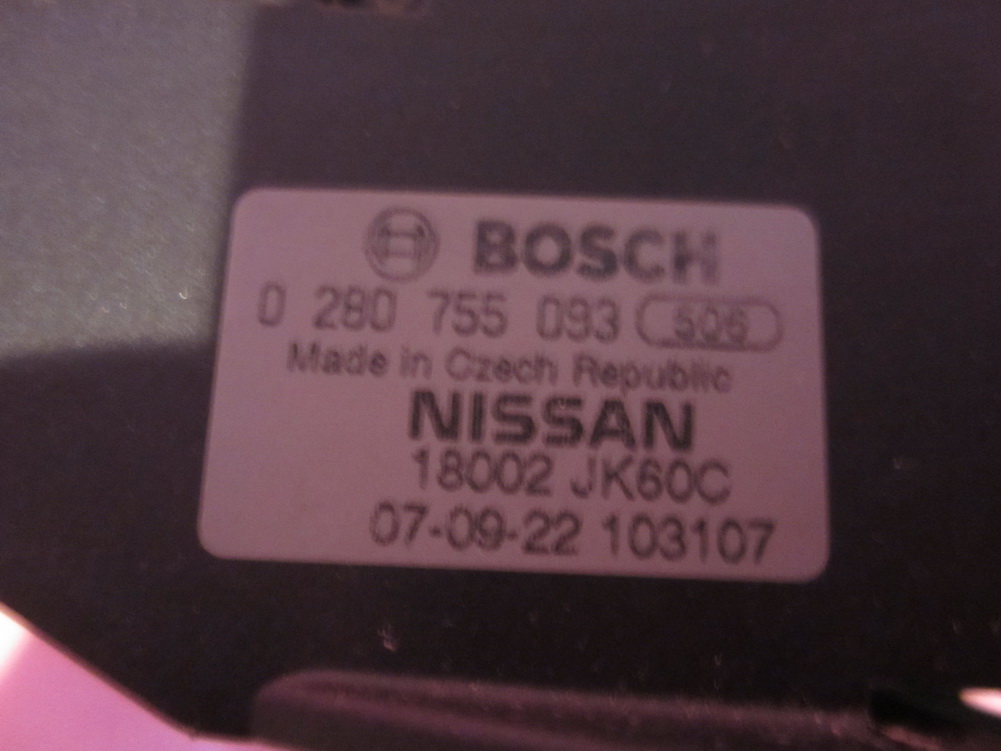 BOSCH
0 280 755 093 506
Made in Czech Republic
NISSAN
18002 JK60C
07-09-22 103107